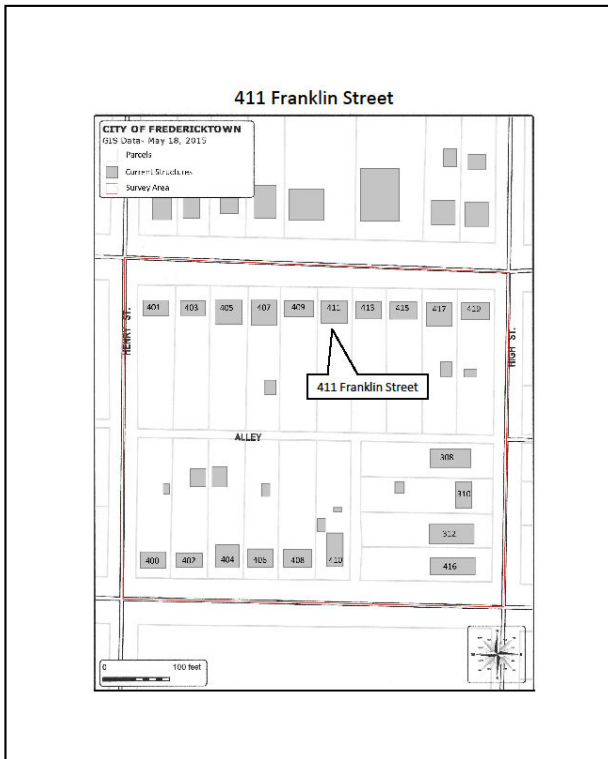 411 Franklin Street
CITY OF FREDERICKTOWN
GIS Data- May 18, 2015
Parcels
Current Structures
Survey Area
401 403 405 407 409 411 413 415 417 419
HENRY ST.
HIGH ST.
411 Franklin Street
ALLEY
308
310
312
400 402 404 406 408 410
416
0 100 feet